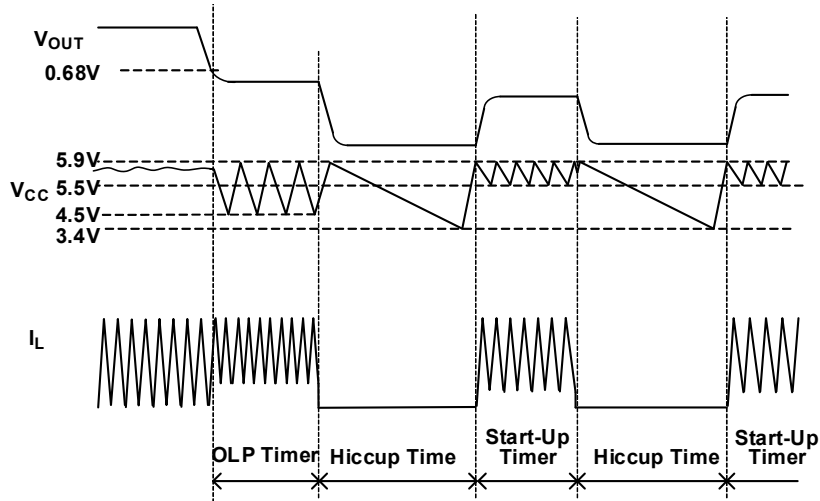 VOUT
0.68V
5.9V
VCC 5.5V
4.5V
3.4V
IL
OLP Timer
Hiccup Time
Start-Up
Timer
Hiccup Time
Start-Up
Timer